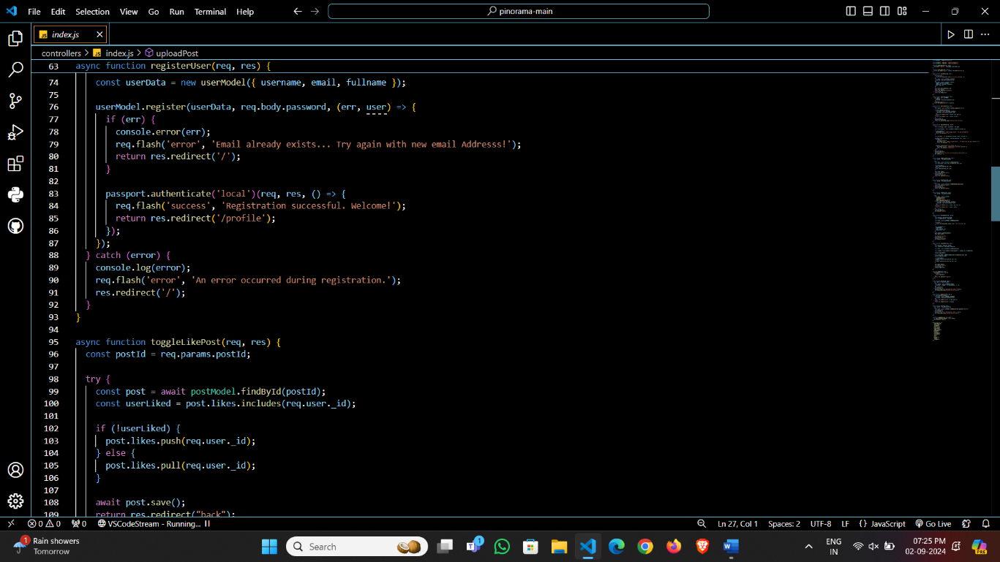 File Edit Selection View Go Run Terminal Help
pinorama-main
JS index.js
controllers > JS index.js > uploadPost
63 async function registerUser(req, res) {
74 const userData = new userModel({ username, email, fullname });
75
76 userModel.register(userData, req.body.password, (err, user) => {
77 if (err) {
78 console.error(err);
79 req.flash('error', 'Email already exists... Try again with new email Addresss!');
80 return res.redirect('/');
81 }
82
83 passport.authenticate('local')(req, res, () => {
84 req.flash('success', 'Registration successful. Welcome!');
85 return res.redirect('/profile');
86 });
87 });
88 } catch (error) {
89 console.log(error);
90 req.flash('error', 'An error occurred during registration.');
91 res.redirect('/');
92 }
93 }
94
95 async function toggleLikePost(req, res) {
96 const postId = req.params.postId;
97
98 try {
99 const post = await postModel.findById(postId);
100 const userLiked = post.likes.includes(req.user._id);
101
102 if (!userLiked) {
103 post.likes.push(req.user._id);
104 } else {
105 post.likes.pull(req.user._id);
106 }
107
108 await post.save();
109 return res.redirect("back");
0 0 0 VSCodeStream - Running... Ln 27, Col 1 Spaces: 2 UTF-8 LF {} JavaScript Go Live
1 Rain showers
Tomorrow
Search
1
ENG
IN
07:25 PM
02-09-2024
PRE